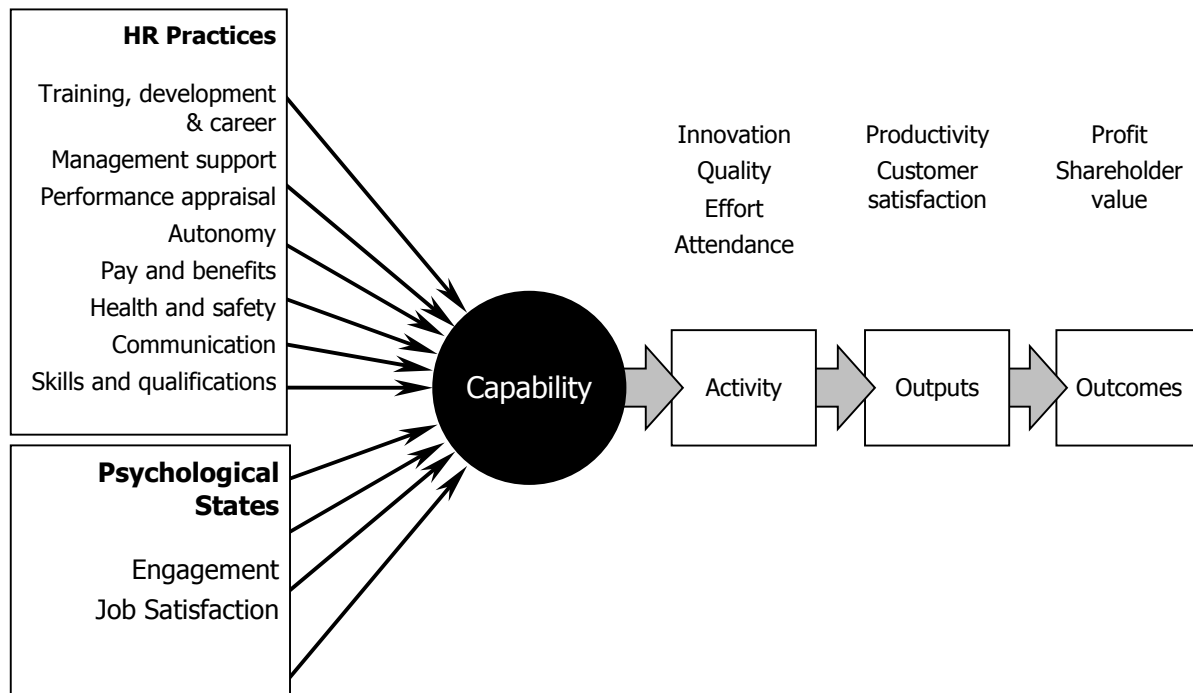 HR Practices
Training, development
& career
Management support
Performance appraisal
Autonomy
Pay and benefits
Health and safety
Communication
Skills and qualifications
Psychological
States
Engagement
Job Satisfaction
Capability
Innovation
Quality
Effort
Attendance
Activity
Productivity
Customer
satisfaction
Outputs
Profit
Shareholder
value
Outcomes